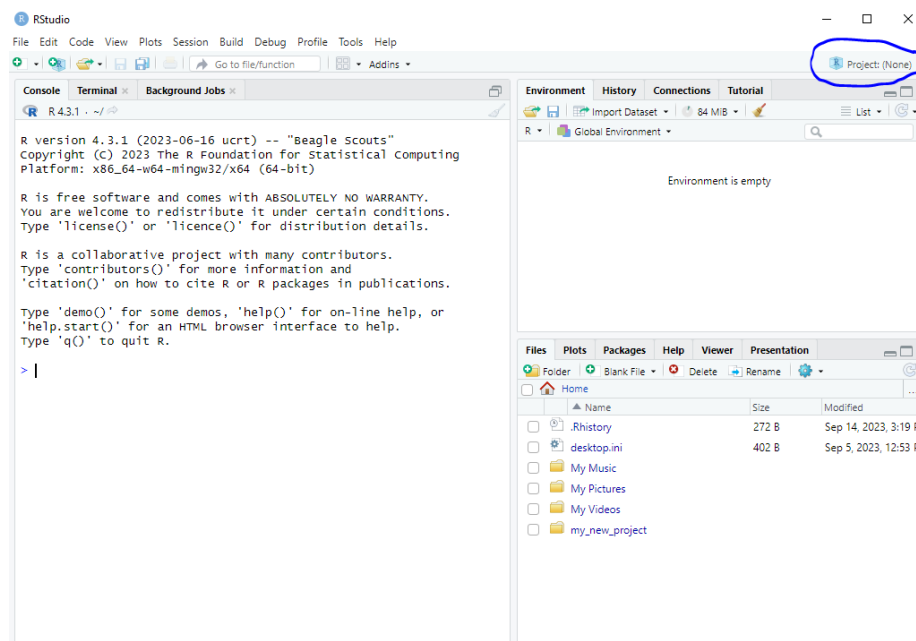 RStudio
File Edit Code View Plots Session Build Debug Profile Tools Help
Go to file/function Addins Project: (None)
Console Terminal Background Jobs
R 4.3.1 · ~/
R version 4.3.1 (2023-06-16 ucrt) -- "Beagle Scouts"
Copyright (C) 2023 The R Foundation for Statistical Computing
Platform: x86_64-w64-mingw32/x64 (64-bit)
R is free software and comes with ABSOLUTELY NO WARRANTY.
You are welcome to redistribute it under certain conditions.
Type 'license()' or 'licence()' for distribution details.
R is a collaborative project with many contributors.
Type 'contributors()' for more information and
'citation()' on how to cite R or R packages in publications.
Type 'demo()' for some demos, 'help()' for on-line help, or
'help.start()' for an HTML browser interface to help.
Type 'q()' to quit R.
>
Environment History Connections Tutorial
Import Dataset 84 MiB List
R Global Environment
Environment is empty
Files Plots Packages Help Viewer Presentation
Folder Blank File Delete Rename
Home
Name Size Modified
.Rhistory 272 B Sep 14, 2023, 3:19
desktop.ini 402 B Sep 5, 2023, 12:53
My Music
My Pictures
My Videos
my_new_project